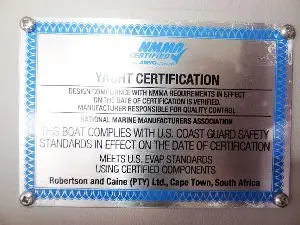 NMMA
CERTIFIED
YACHT CERTIFICATION
DESIGN COMPLIANCE WITH NMMA REQUIREMENTS IN EFFECT
ON THE DATE OF CERTIFICATION IS VERIFIED.
MANUFACTURER RESPONSIBLE FOR QUALITY CONTROL
NATIONAL MARINE MANUFACTURERS ASSOCIATION
THIS BOAT COMPLIES WITH U.S. COAST GUARD SAFETY
STANDARDS IN EFFECT ON THE DATE OF CERTIFICATION
MEETS U.S. EVAP STANDARDS
USING CERTIFIED COMPONENTS
Robertson and Caine (PTY) Ltd., Cape Town, South Africa